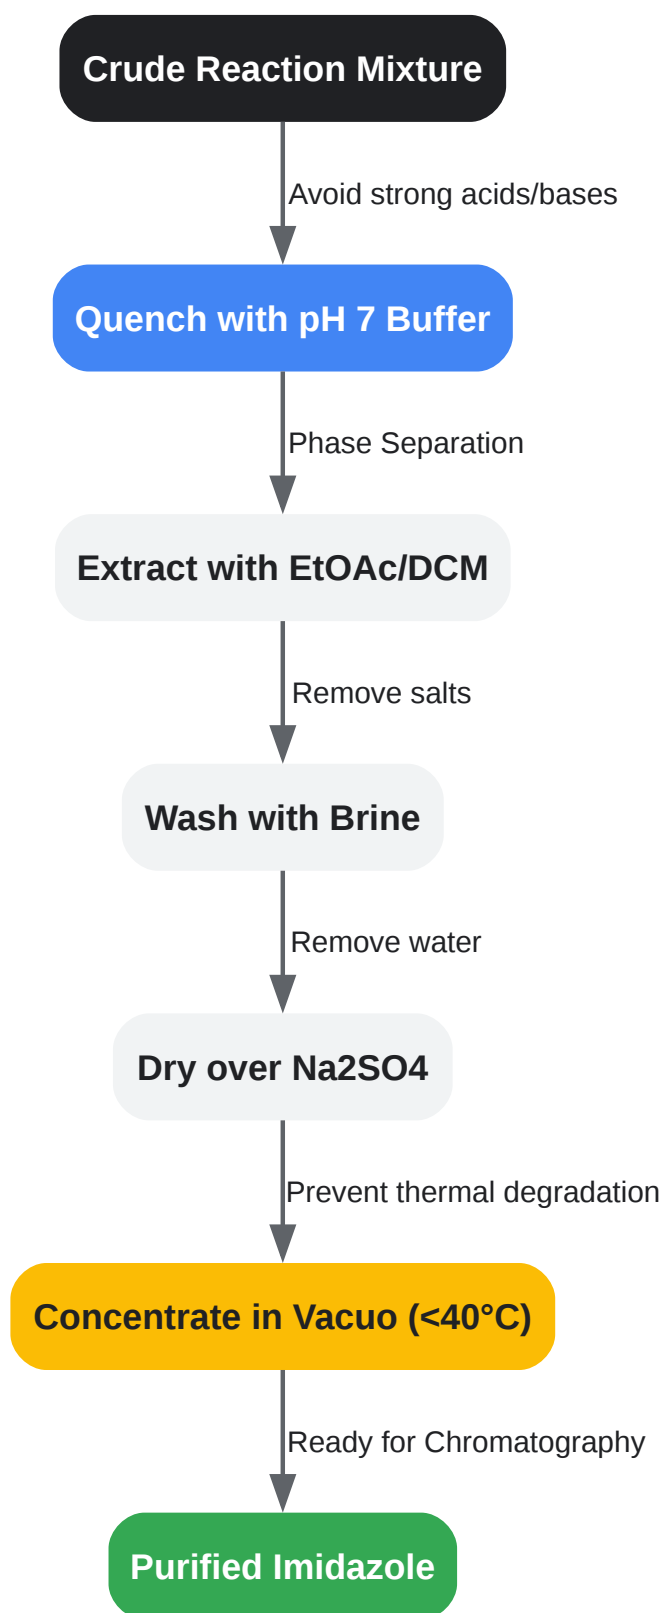 Crude Reaction Mixture
Avoid strong acids/bases
Quench with pH 7 Buffer
Phase Separation
Extract with EtOAc/DCM
Remove salts
Wash with Brine
Remove water
Dry over Na2SO4
Prevent thermal degradation
Concentrate in Vacuo (<40°C)
Ready for Chromatography
Purified Imidazole